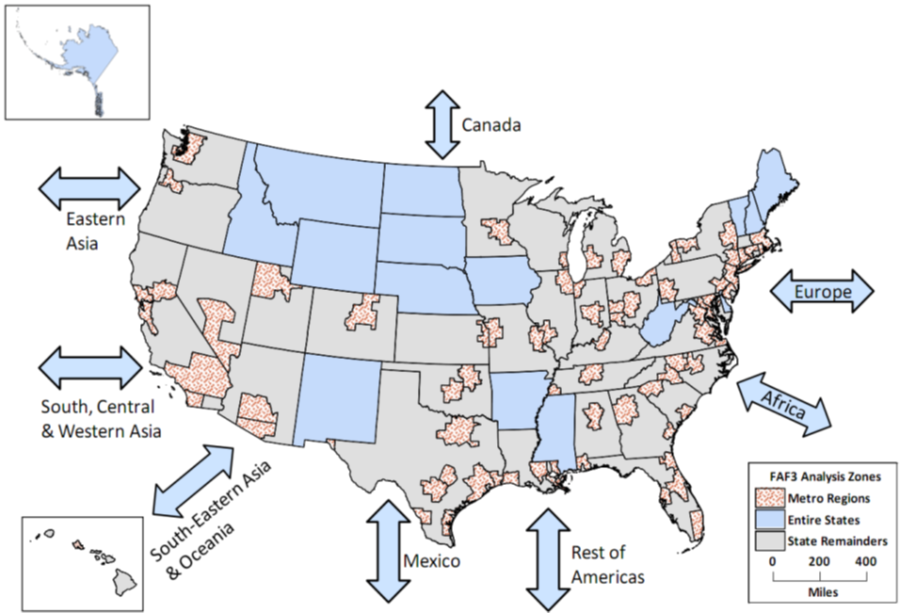 Canada
Eastern
Asia
Europe
South, Central
& Western Asia
Africa
South-Eastern Asia
& Oceania
Mexico
Rest of
Americas
FAF3 Analysis Zones
Metro Regions
Entire States
State Remainders
0 200 400
Miles